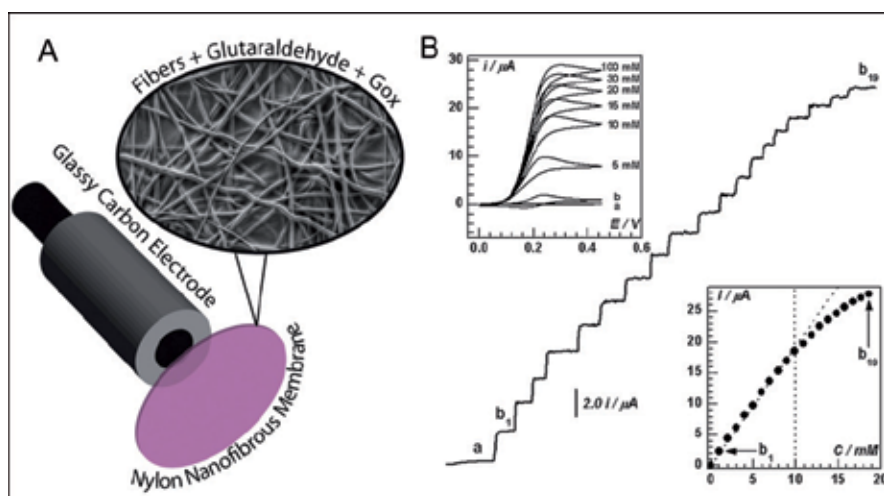 A
Fibers + Glutaraldehyde + Gox
Glassy Carbon Electrode
Nylon Nanofibrous Membrane
B
30
20
10
0
i / μA
100 mM
30 mM
20 mM
15 mM
10 mM
5 mM
b
a
E / V
0.0
0.2
0.4
0.6
b19
a
b1
2.0 i / μA
i / μA
25
20
15
10
5
0
b19
b1
C / mM
0
5
10
15
20